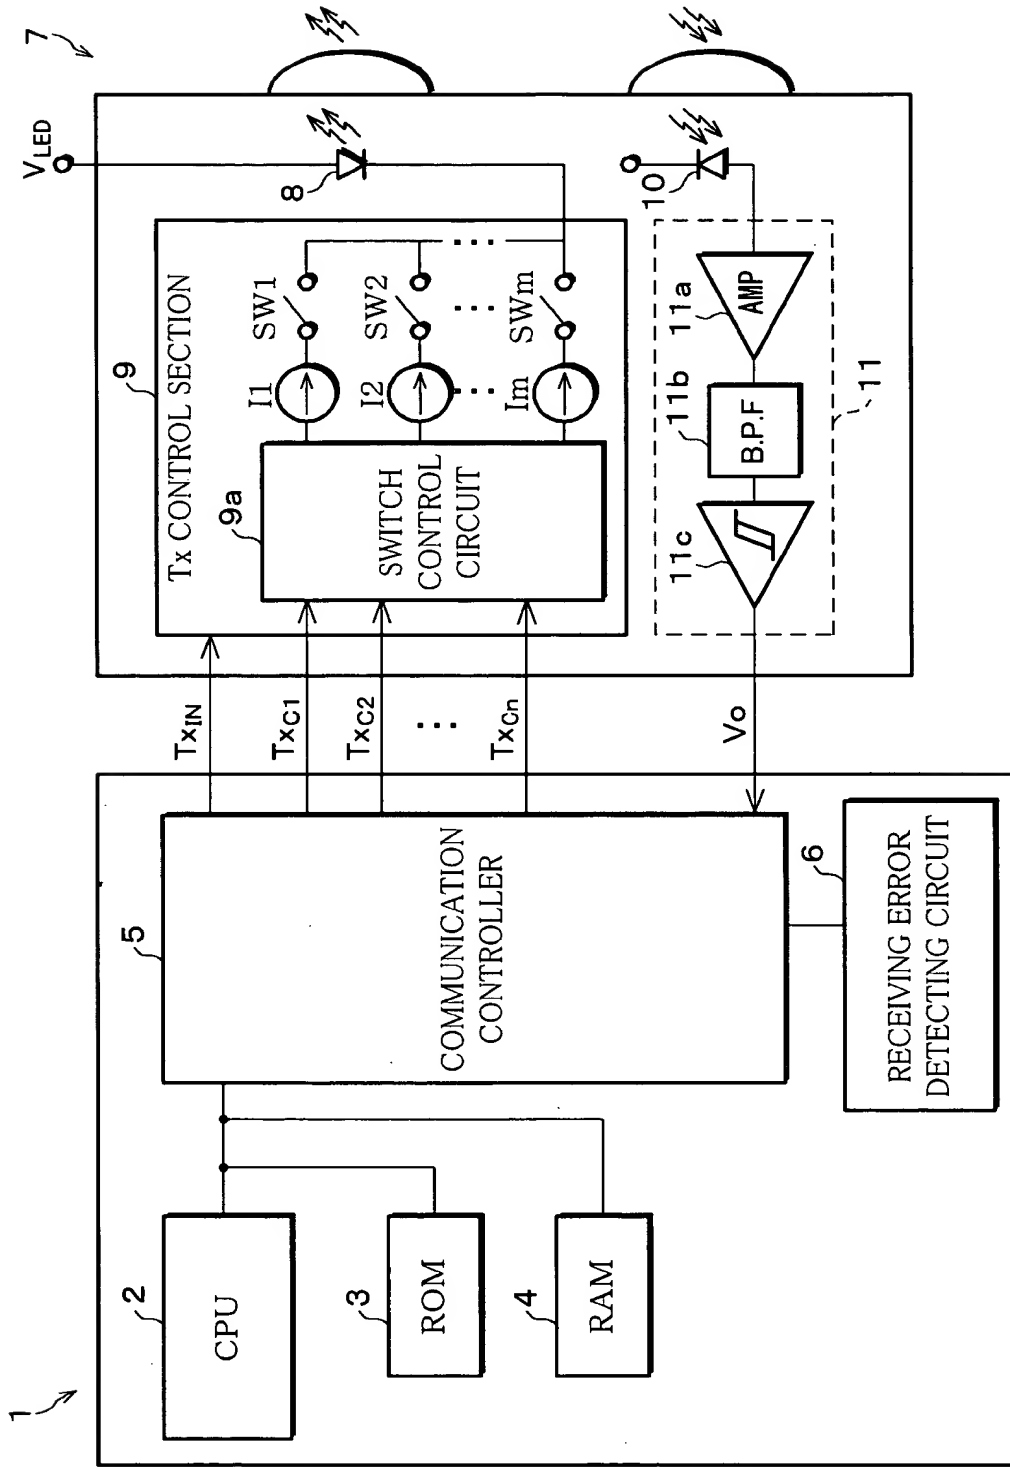 1
7
2
CPU
3
ROM
4
RAM
5
COMMUNICATION
CONTROLLER
6
RECEIVING ERROR
DETECTING CIRCUIT
TxIN
TxC1
TxC2
...
TxCn
Vo
VLED
9
Tx CONTROL SECTION
9a
SWITCH
CONTROL
CIRCUIT
I1
SW1
I2
SW2
...
...
...
Im
SWm
8
10
11a
AMP
11b
B.P.F
11c
11